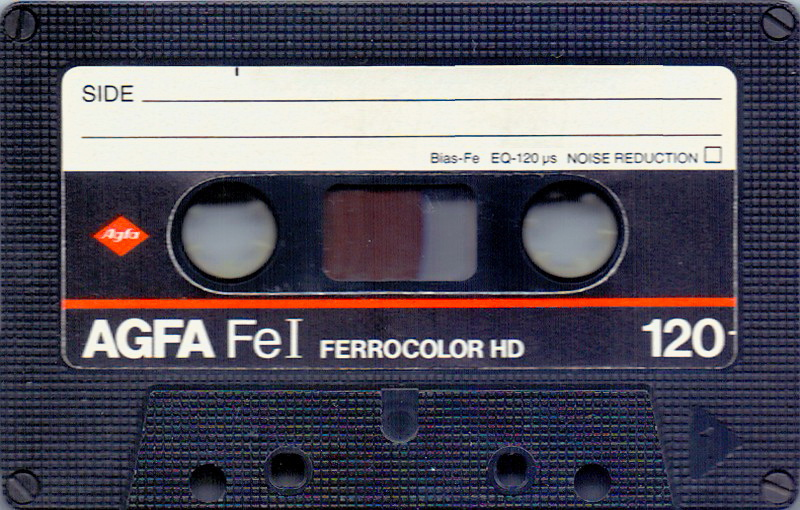 SIDE
Bias-Fe EQ-120 µs NOISE REDUCTION
Agfa
AGFA FeI FERROCOLOR HD 120